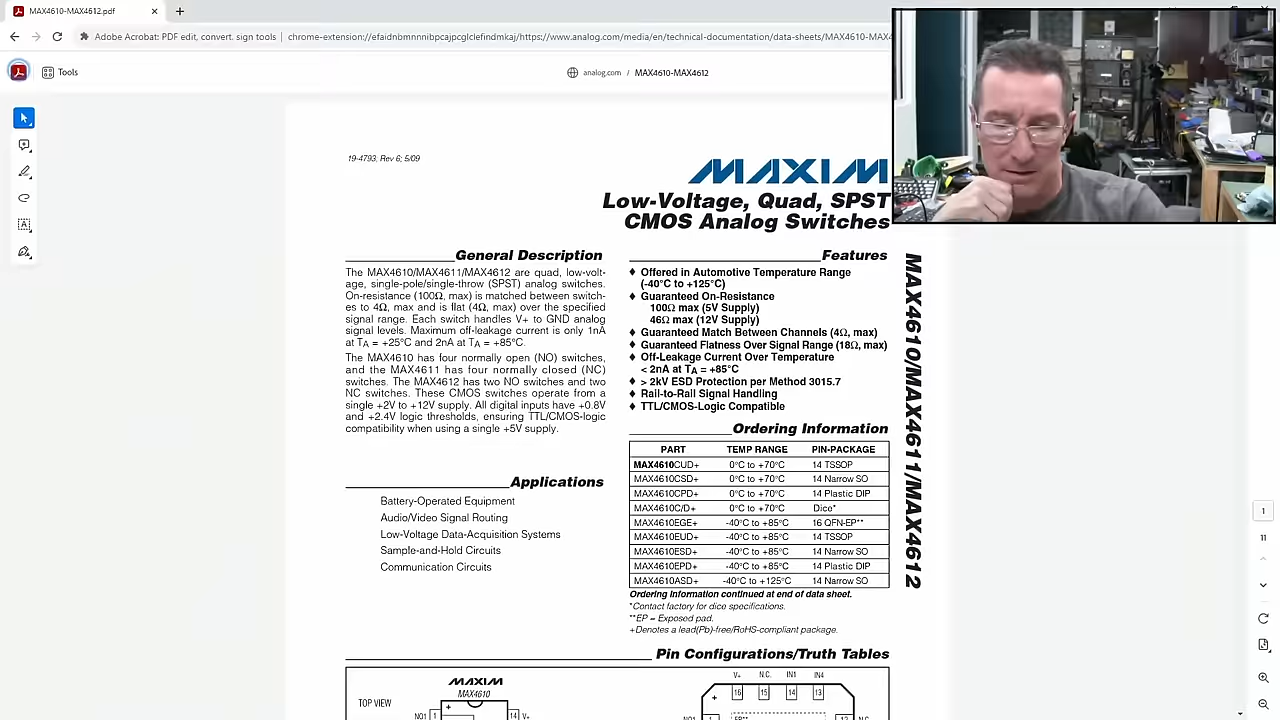 MAX4610-MAX4612.pdf
Adobe Acrobat: PDF edit, convert. sign tools
chrome-extension://efaidnbmnnnibpcajpcglclefindmkaj/https://www.analog.com/media/en/technical-documentation/data-sheets/MAX4610-MAX4
Tools
analog.com / MAX4610-MAX4612
19-4793, Rev 6; 5/09
MAXIM
Low-Voltage, Quad, SPST
CMOS Analog Switches
General Description
The MAX4610/MAX4611/MAX4612 are quad, low-volt-
age, single-pole/single-throw (SPST) analog switches.
On-resistance (100Ω, max) is matched between switch-
es to 4Ω, max and is flat (4Ω, max) over the specified
signal range. Each switch handles V+ to GND analog
signal levels. Maximum off-leakage current is only 1nA
at TA = +25°C and 2nA at TA = +85°C.
The MAX4610 has four normally open (NO) switches,
and the MAX4611 has four normally closed (NC)
switches. The MAX4612 has two NO switches and two
NC switches. These CMOS switches operate from a
single +2V to +12V supply. All digital inputs have +0.8V
and +2.4V logic thresholds, ensuring TTL/CMOS-logic
compatibility when using a single +5V supply.
Applications
Battery-Operated Equipment
Audio/Video Signal Routing
Low-Voltage Data-Acquisition Systems
Sample-and-Hold Circuits
Communication Circuits
Features
♦ Offered in Automotive Temperature Range
(-40°C to +125°C)
♦ Guaranteed On-Resistance
100Ω max (5V Supply)
46Ω max (12V Supply)
♦ Guaranteed Match Between Channels (4Ω, max)
♦ Guaranteed Flatness Over Signal Range (18Ω, max)
♦ Off-Leakage Current Over Temperature
< 2nA at TA = +85°C
♦ > 2kV ESD Protection per Method 3015.7
♦ Rail-to-Rail Signal Handling
♦ TTL/CMOS-Logic Compatible
Ordering Information
PART TEMP RANGE PIN-PACKAGE
MAX4610CUD+ 0°C to +70°C 14 TSSOP
MAX4610CSD+ 0°C to +70°C 14 Narrow SO
MAX4610CPD+ 0°C to +70°C 14 Plastic DIP
MAX4610C/D+ 0°C to +70°C Dice*
MAX4610EGE+ -40°C to +85°C 16 QFN-EP**
MAX4610EUD+ -40°C to +85°C 14 TSSOP
MAX4610ESD+ -40°C to +85°C 14 Narrow SO
MAX4610EPD+ -40°C to +85°C 14 Plastic DIP
MAX4610ASD+ -40°C to +125°C 14 Narrow SO
Ordering Information continued at end of data sheet.
*Contact factory for dice specifications.
**EP = Exposed pad.
+Denotes a lead(Pb)-free/RoHS-compliant package.
MAX4610/MAX4611/MAX4612
Pin Configurations/Truth Tables
TOP VIEW
MAXIM
MAX4610
NO1 1
14 V+
V+ N.C. IN1 IN4
16 15 14 13
1
11